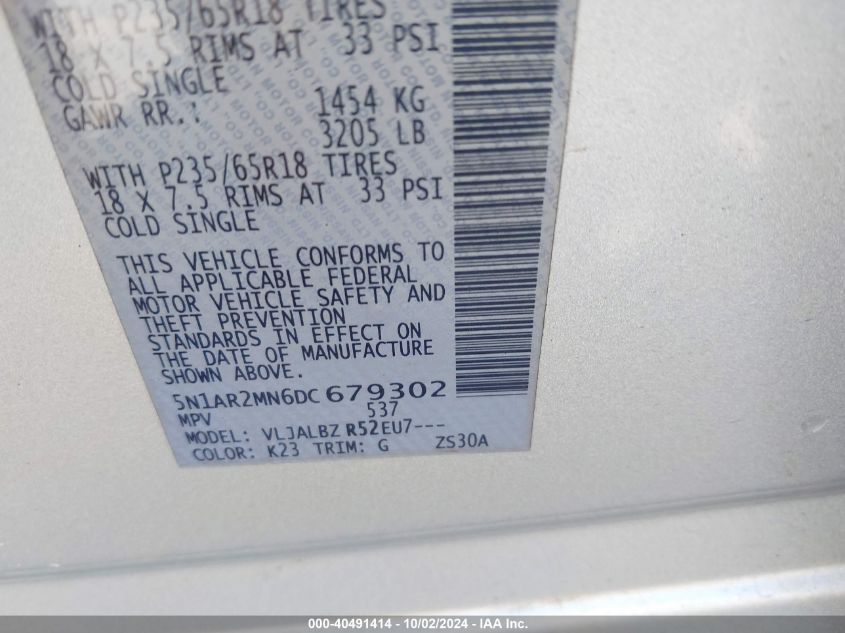 WITH P235/65R18 TIRES
18 X 7.5 RIMS AT 33 PSI
COLD SINGLE
GAWR RR.: 1454 KG
3205 LB
WITH P235/65R18 TIRES
18 X 7.5 RIMS AT 33 PSI
COLD SINGLE
THIS VEHICLE CONFORMS TO
ALL APPLICABLE FEDERAL
MOTOR VEHICLE SAFETY AND
THEFT PREVENTION
STANDARDS IN EFFECT ON
THE DATE OF MANUFACTURE
SHOWN ABOVE.
5N1AR2MN6DC679302
MPV 537
MODEL: VLJALBZ R52EU7---
COLOR: K23 TRIM: G ZS30A
000-40491414 - 10/02/2024 - IAA Inc.